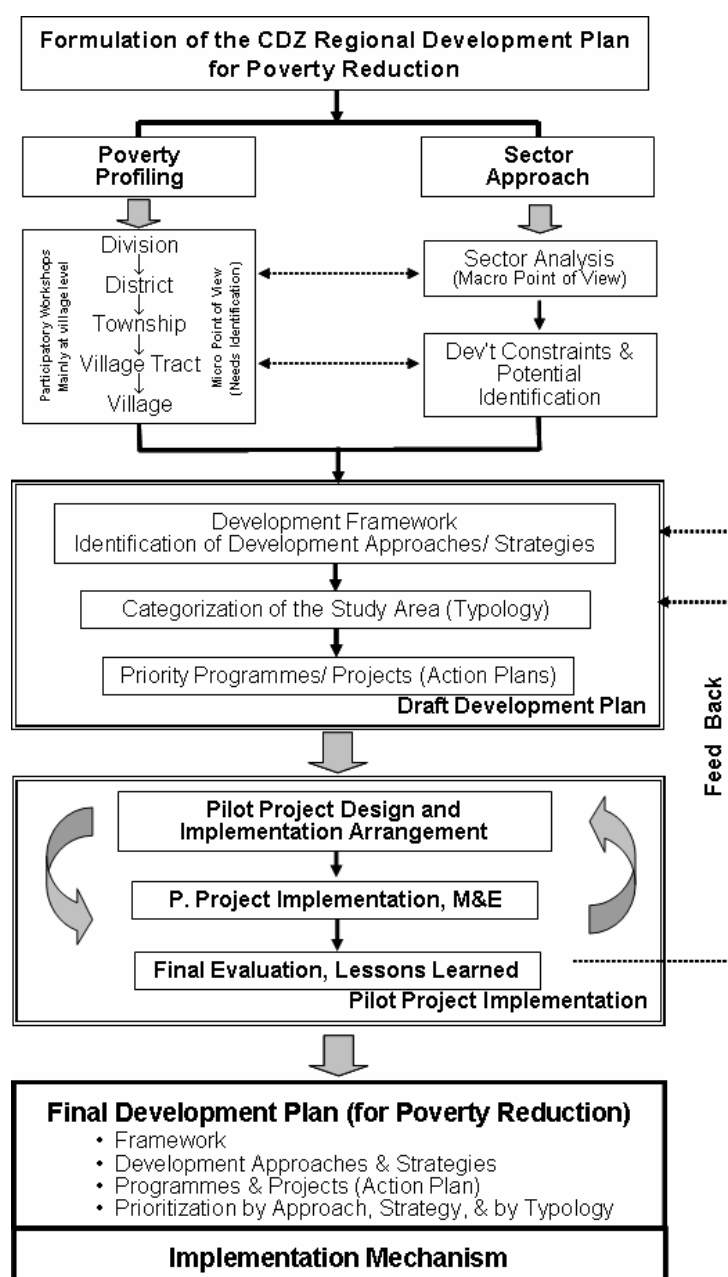 Formulation of the CDZ Regional Development Plan
for Poverty Reduction
Poverty
Profiling
Sector
Approach
Participatory Workshops
Mainly at village level
Division
District
Township
Village Tract
Village
Micro Point of View
(Needs Identification)
Sector Analysis
(Macro Point of View)
Dev't Constraints &
Potential
Identification
Development Framework
Identification of Development Approaches/ Strategies
Categorization of the Study Area (Typology)
Priority Programmes/ Projects (Action Plans)
Draft Development Plan
Feed Back
Pilot Project Design and
Implementation Arrangement
P. Project Implementation, M&E
Final Evaluation, Lessons Learned
Pilot Project Implementation
Final Development Plan (for Poverty Reduction)
• Framework
• Development Approaches & Strategies
• Programmes & Projects (Action Plan)
• Prioritization by Approach, Strategy, & by Typology
Implementation Mechanism